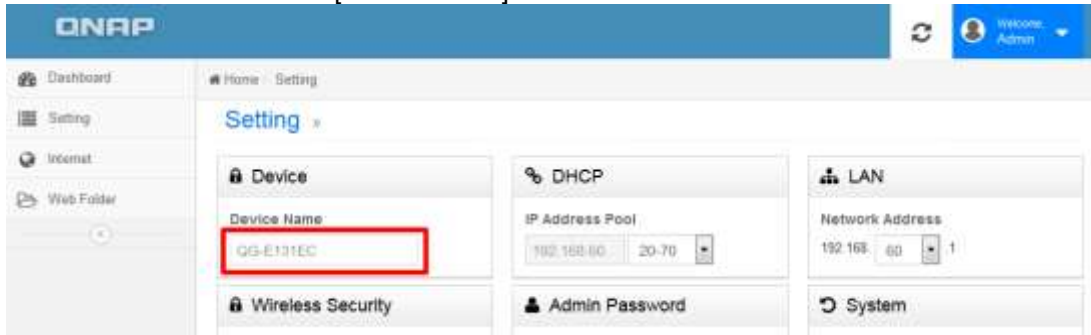 QNAP
Welcome,
Admin
Dashboard
Home
Setting
Setting
Setting »
Internet
Web Folder
Device
DHCP
LAN
Device Name
IP Address Pool
Network Address
QG-E131EC
192.168.60
20-70
192.168.
60
.1
Wireless Security
Admin Password
System